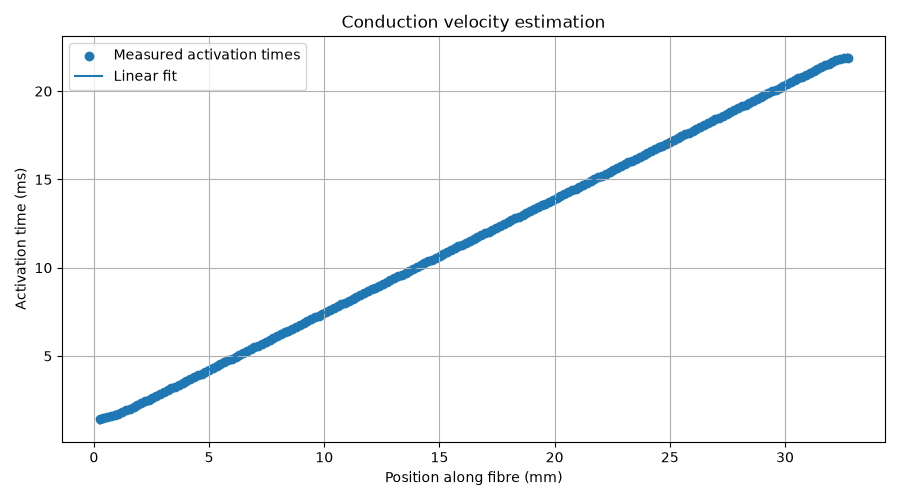 Conduction velocity estimation
Measured activation times
Linear fit
20
15
10
5
Activation time (ms)
0 5 10 15 20 25 30
Position along fibre (mm)